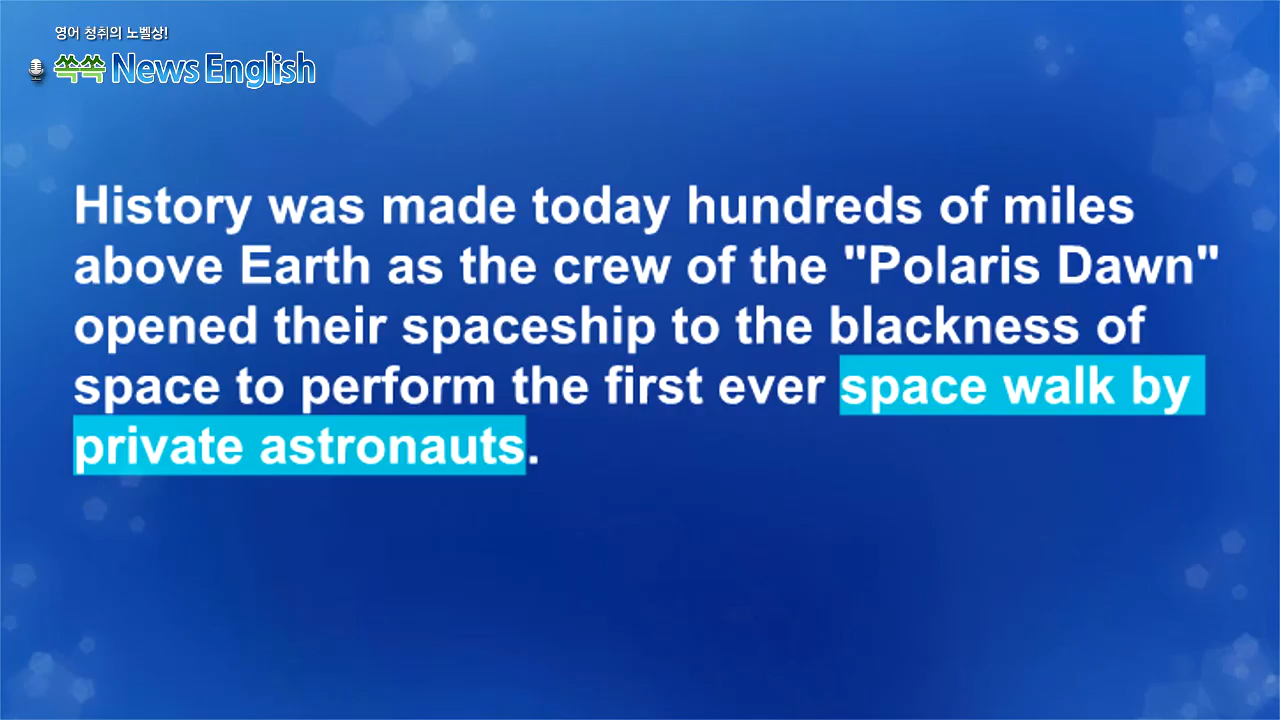 영어 청취의 노벨상!
쏙쏙 News English
History was made today hundreds of miles
above Earth as the crew of the "Polaris Dawn"
opened their spaceship to the blackness of
space to perform the first ever space walk by
private astronauts.